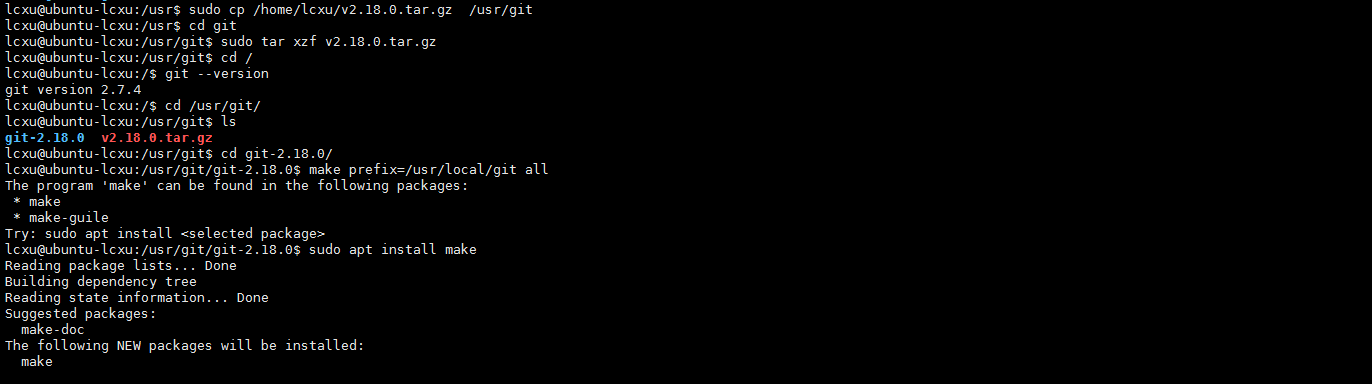 lcxu@ubuntu-lcxu:/usr$ sudo cp /home/lcxu/v2.18.0.tar.gz  /usr/git
lcxu@ubuntu-lcxu:/usr$ cd git
lcxu@ubuntu-lcxu:/usr/git$ sudo tar xzf v2.18.0.tar.gz
lcxu@ubuntu-lcxu:/usr/git$ cd /
lcxu@ubuntu-lcxu:/$ git --version
git version 2.7.4
lcxu@ubuntu-lcxu:/$ cd /usr/git/
lcxu@ubuntu-lcxu:/usr/git$ ls
git-2.18.0  v2.18.0.tar.gz
lcxu@ubuntu-lcxu:/usr/git$ cd git-2.18.0/
lcxu@ubuntu-lcxu:/usr/git/git-2.18.0$ make prefix=/usr/local/git all
The program 'make' can be found in the following packages:
 * make
 * make-guile
Try: sudo apt install <selected package>
lcxu@ubuntu-lcxu:/usr/git/git-2.18.0$ sudo apt install make
Reading package lists... Done
Building dependency tree
Reading state information... Done
Suggested packages:
  make-doc
The following NEW packages will be installed:
  make